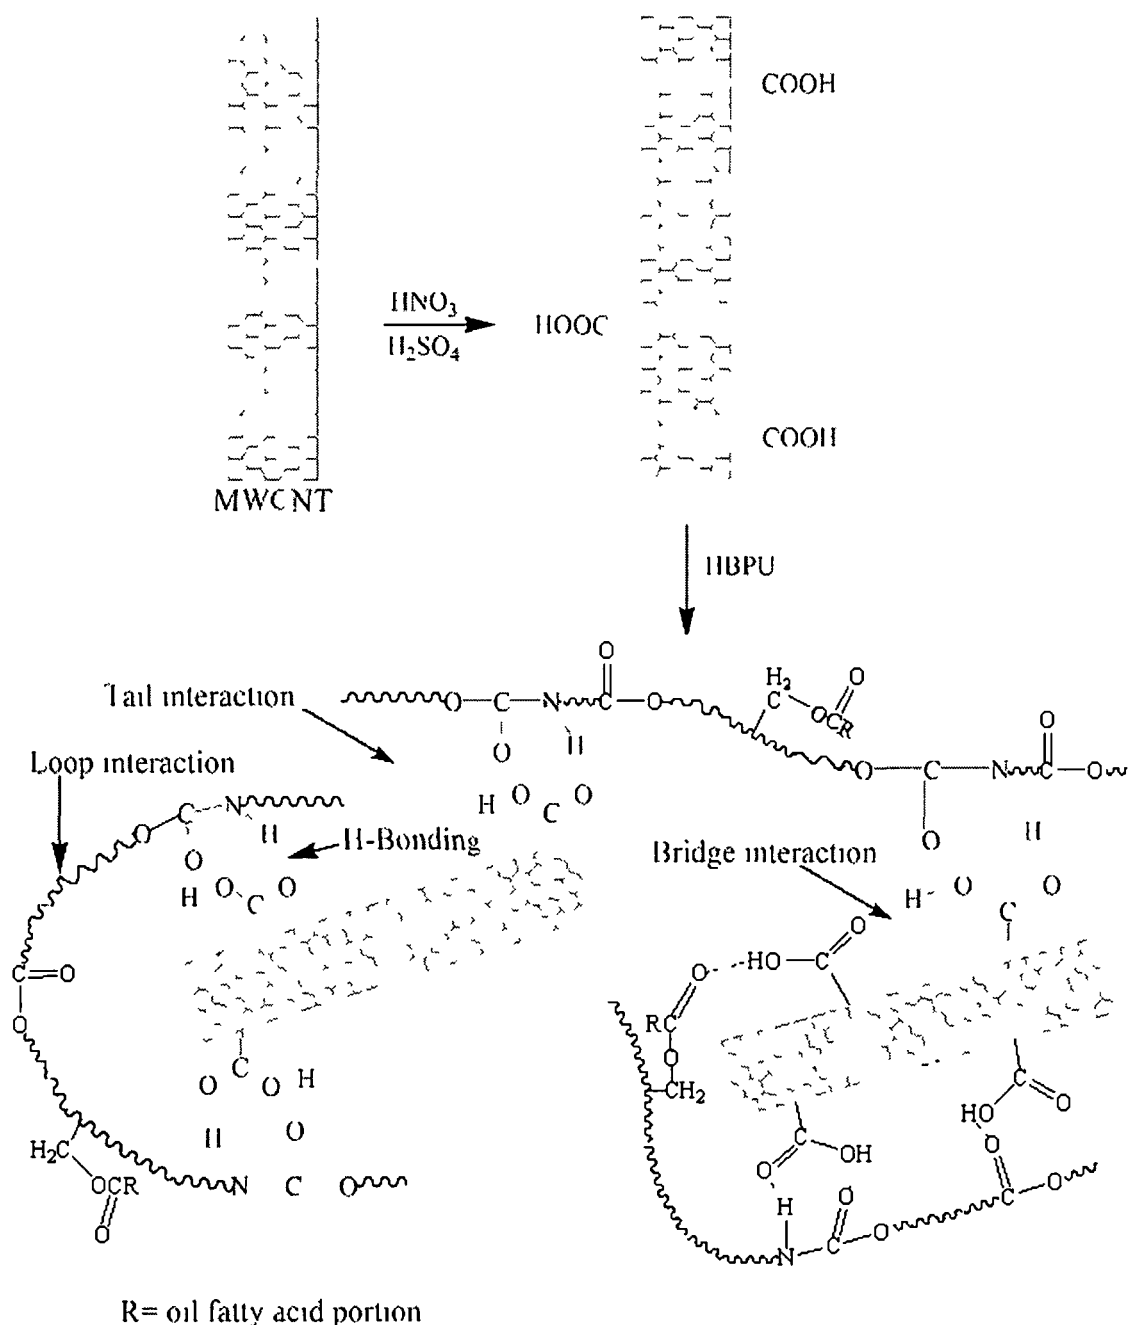 COOH
HNO3
H2SO4
HOOC
COOH
MWCNT
HBPU
Tail interaction
Loop interaction
H-Bonding
Bridge interaction
O
H2
C
O
OCR
O C N C O
O H
H O C O
O
O C N C O
O H
H O C O
O C N
O H
H O C O
C=O
O
C
O O H
H O
H2C
OCR
O
N C O
O HO C O
RC
O
CH2
C
O OH
H
N C O
O
C O
HO
O
C O
R= oil fatty acid portion